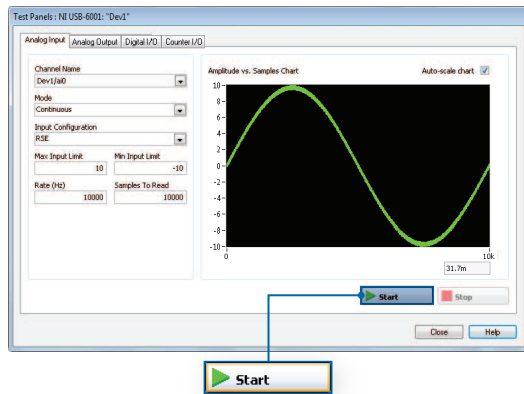 Test Panels : NI USB-6001: "Dev1"
Analog Input Analog Output Digital I/O Counter I/O
Channel Name
Dev1/ai0
Mode
Continuous
Input Configuration
RSE
Max Input Limit Min Input Limit
10 -10
Rate (Hz) Samples To Read
10000 10000
Amplitude vs. Samples Chart Auto-scale chart
10
8
6
4
2
0
-2
-4
-6
-8
-10
0 10k
31.7m
Start Stop
Close Help
Start